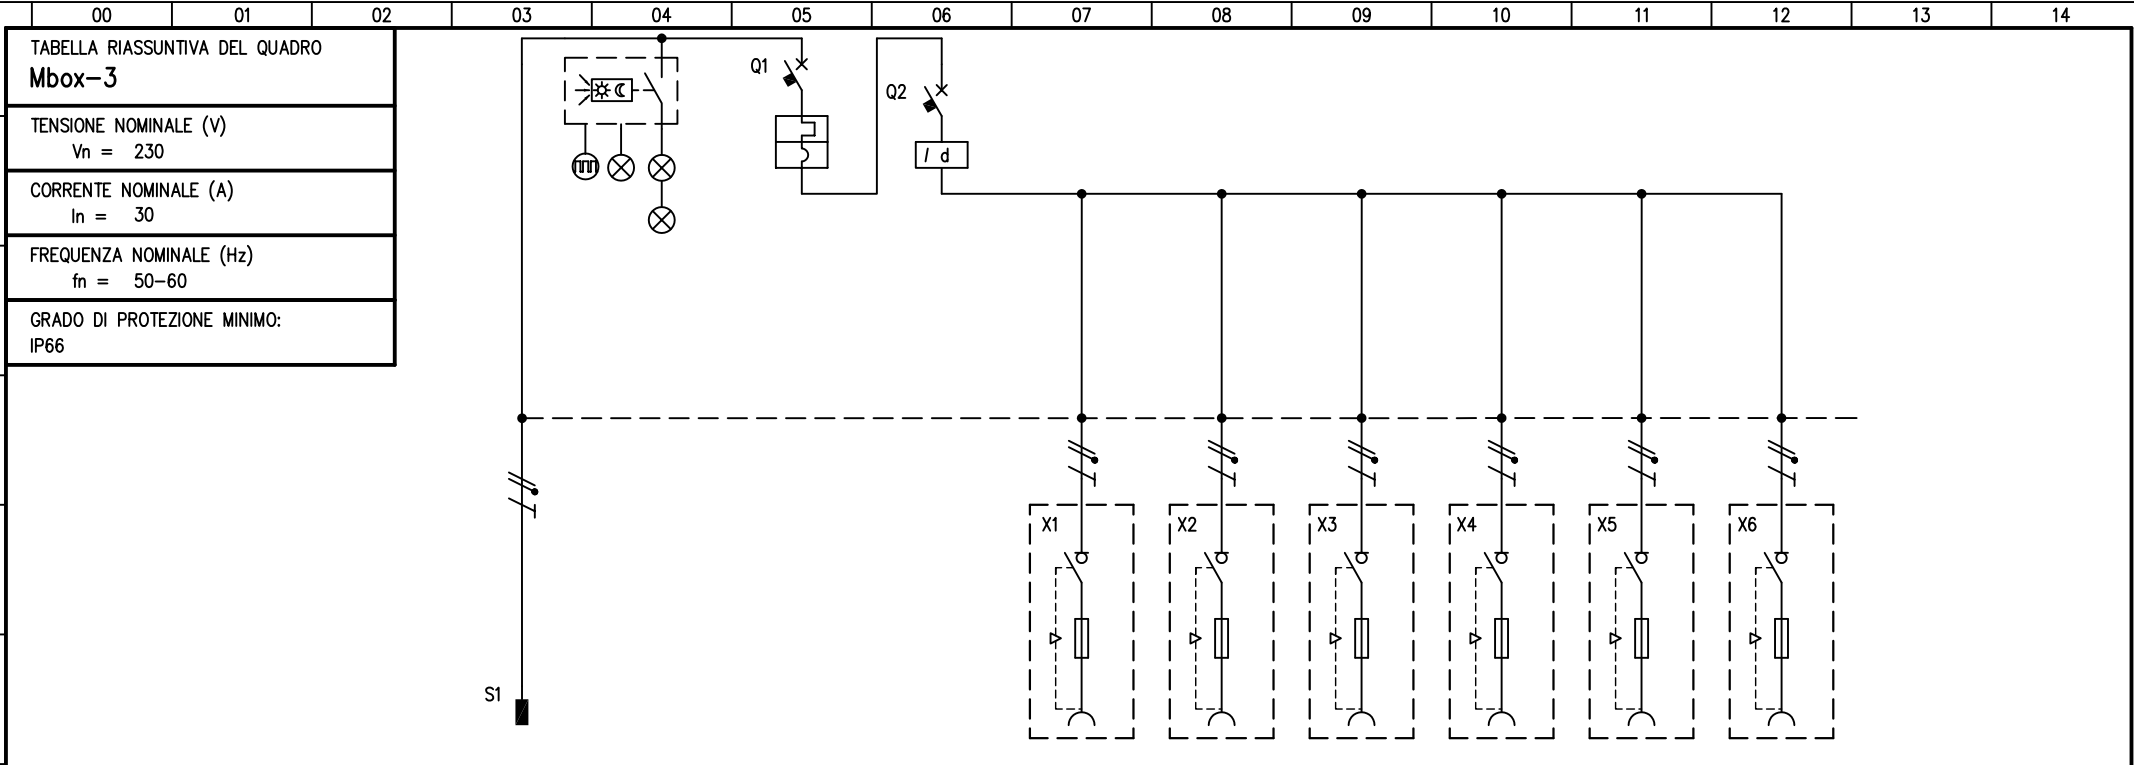 00 01 02 03 04 05 06 07 08 09 10 11 12 13 14
TABELLA RIASSUNTIVA DEL QUADRO
Mbox-3
TENSIONE NOMINALE (V)
Vn = 230
CORRENTE NOMINALE (A)
In = 30
FREQUENZA NOMINALE (Hz)
fn = 50-60
GRADO DI PROTEZIONE MINIMO:
IP66
Q1
Q2
I d
X1 X2 X3 X4 X5 X6
S1